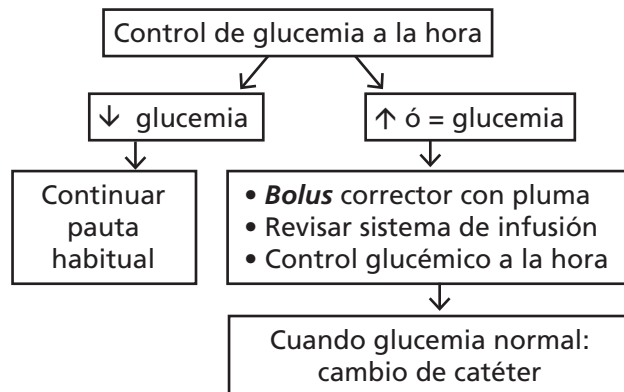 Control de glucemia a la hora
↓ glucemia
↑ ó = glucemia
Continuar
pauta
habitual
• Bolus corrector con pluma
• Revisar sistema de infusión
• Control glucémico a la hora
Cuando glucemia normal:
cambio de catéter